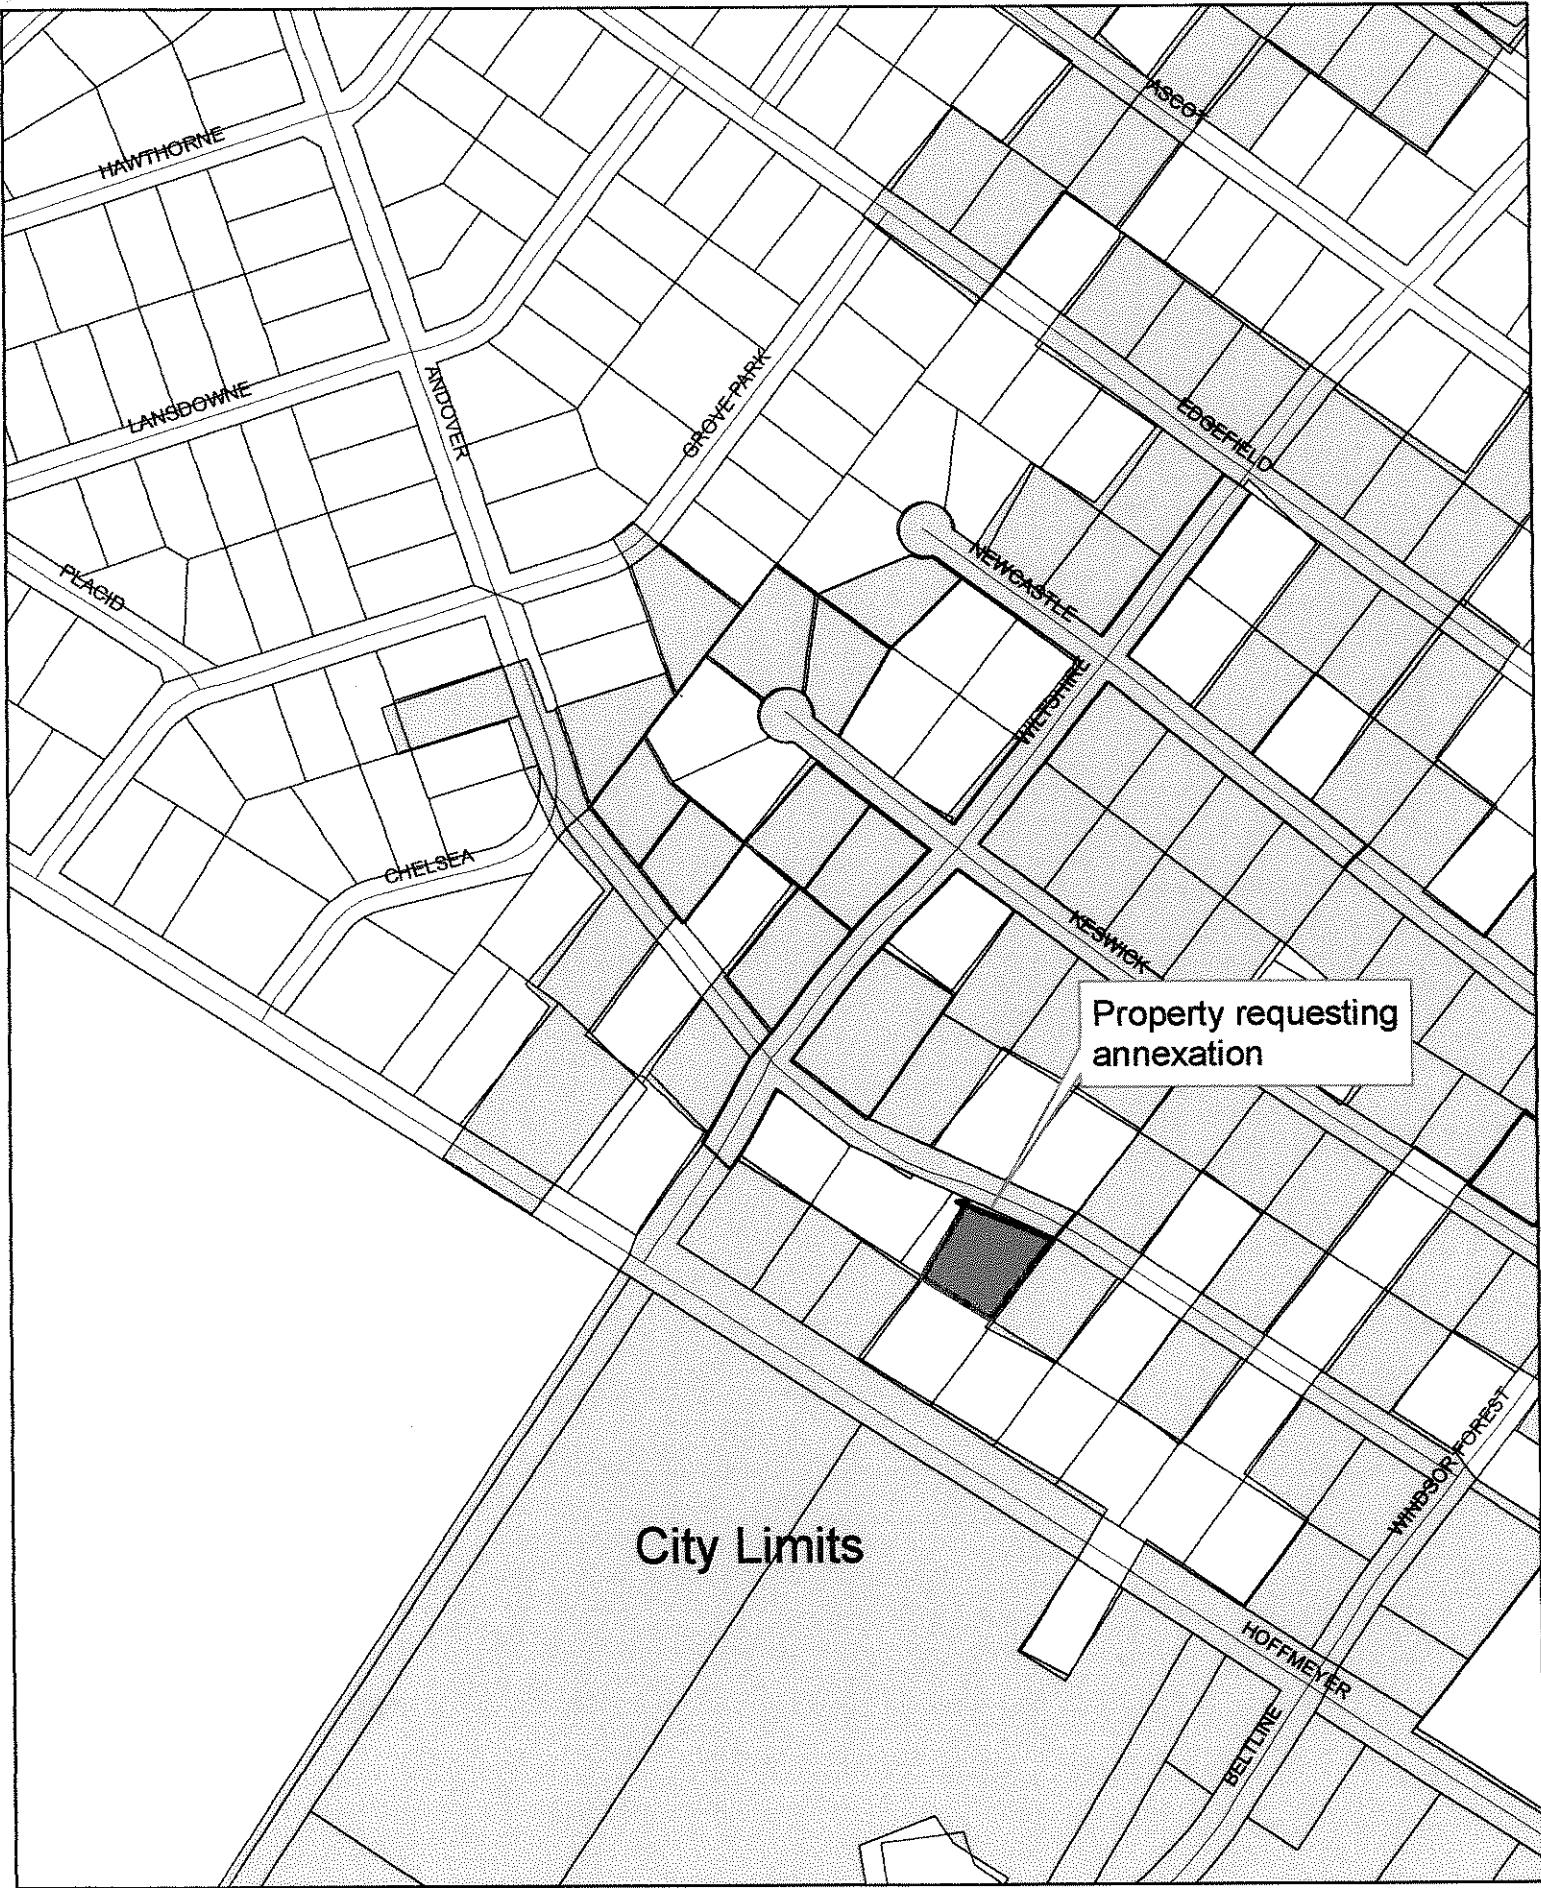 ASCOT
HAWTHORNE
GROVE PARK
ANDOVER
LANSDOWNE
EDGEFIELD
NEWCASTLE
PLACID
WILTSHIRE
CHELSEA
KESWICK
Property requesting
annexation
WINDSOR FOREST
City Limits
HOFFMEYER
BELTLINE